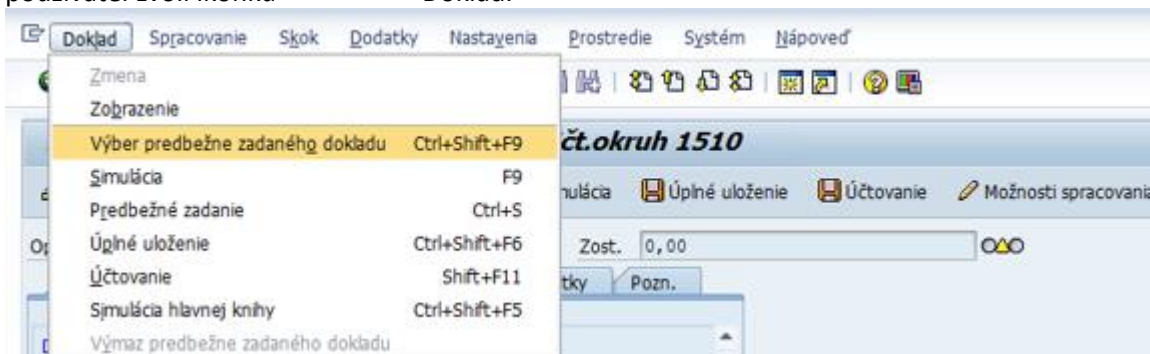 Doklad.
Doklad Spracovanie Skok Dodatky Nastavenia Prostredie Systém Nápoveď
Zmena
Zobrazenie
Výber predbežne zadaného dokladu Ctrl+Shift+F9
čt.okruh 1510
Simulácia F9
mulácia Úplné uloženie Účtovanie Možnosti spracovania
Predbežné zadanie Ctrl+S
Úplné uloženie Ctrl+Shift+F6
Zost. 0,00
Účtovanie Shift+F11
tky Pozn.
Simulácia hlavnej knihy Ctrl+Shift+F5
Výmaz predbežne zadaného dokladu